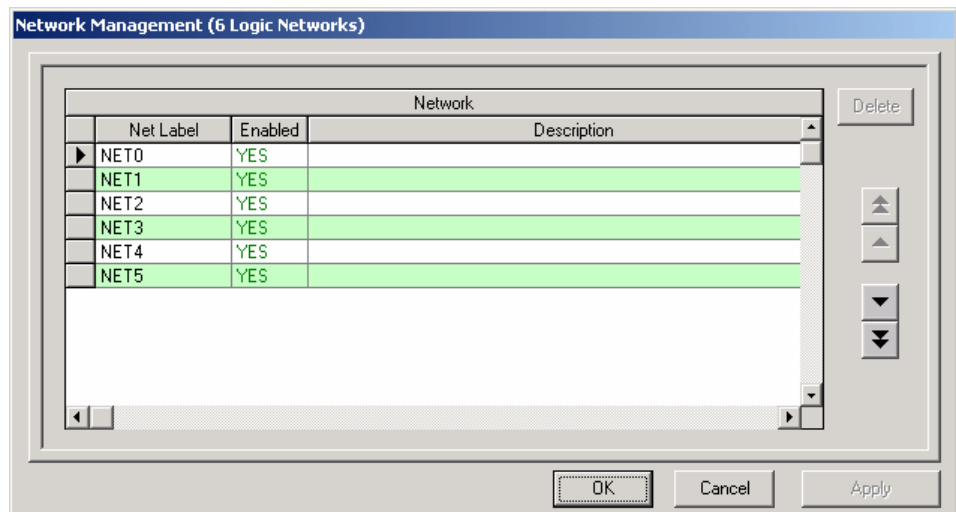 Network Management (6 Logic Networks)
Network
Delete
Net Label Enabled Description
NET0 YES
NET1 YES
NET2 YES
NET3 YES
NET4 YES
NET5 YES
OK Cancel Apply